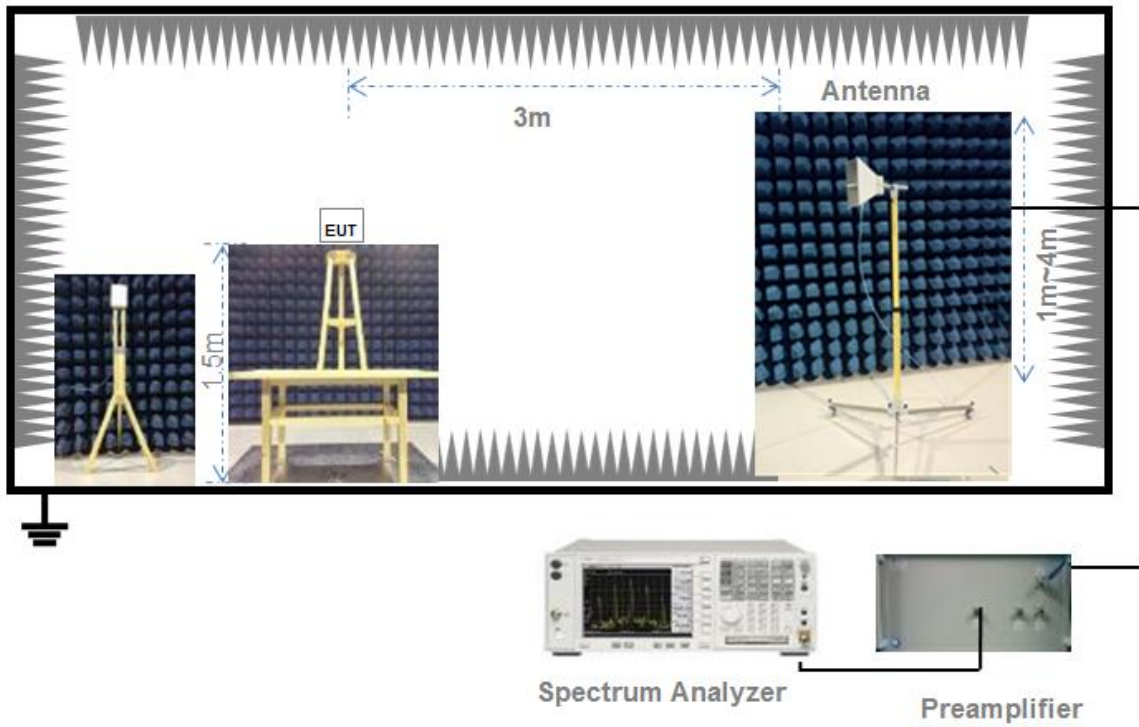 Antenna
3m
EUT
1.5m
1m~4m
Spectrum Analyzer
Preamplifier